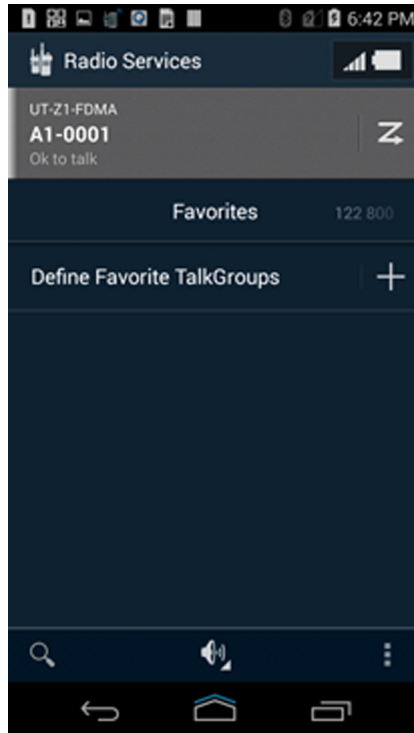 6:42 PM
Radio Services
UT-Z1-FDMA
A1-0001
Ok to talk
Favorites 122 800
Define Favorite TalkGroups